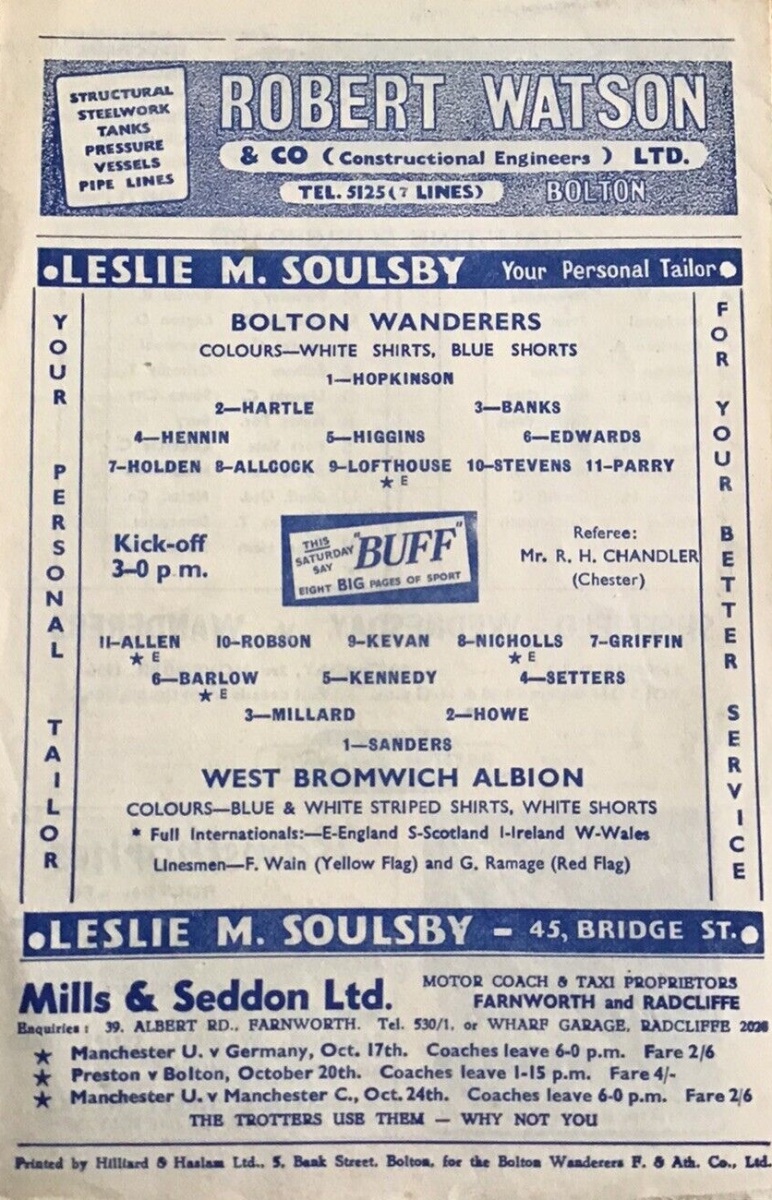 STRUCTURAL
STEELWORK
TANKS
PRESSURE
VESSELS
PIPE LINES
ROBERT WATSON
& CO (Constructional Engineers) LTD.
TEL. 5125 (7 LINES) BOLTON
LESLIE M. SOULSBY Your Personal Tailor
YOUR PERSONAL TAILOR
BOLTON WANDERERS
COLOURS—WHITE SHIRTS, BLUE SHORTS
1—HOPKINSON
2—HARTLE 3—BANKS
4—HENNIN 5—HIGGINS 6—EDWARDS
7-HOLDEN 8-ALLCOCK 9-LOFTHOUSE 10-STEVENS 11-PARRY
★ E
Kick-off
3-0 p.m.
THIS
SATURDAY
SAY
"BUFF"
EIGHT BIG PAGES OF SPORT
Referee:
Mr. R. H. CHANDLER
(Chester)
11-ALLEN 10-ROBSON 9-KEVAN 8-NICHOLLS 7-GRIFFIN
★ E ★ E
6—BARLOW 5—KENNEDY 4—SETTERS
★ E
3—MILLARD 2—HOWE
1—SANDERS
WEST BROMWICH ALBION
COLOURS—BLUE & WHITE STRIPED SHIRTS, WHITE SHORTS
* Full Internationals:—E-England S-Scotland I-Ireland W-Wales
Linesmen—F. Wain (Yellow Flag) and G. Ramage (Red Flag)
FOR YOUR BETTER SERVICE
LESLIE M. SOULSBY – 45, BRIDGE ST.
Mills & Seddon Ltd.
MOTOR COACH & TAXI PROPRIETORS
FARNWORTH and RADCLIFFE
Enquiries: 39, ALBERT RD., FARNWORTH. Tel. 530/1, or WHARF GARAGE, RADCLIFFE
★ Manchester U. v Germany, Oct. 17th. Coaches leave 6-0 p.m. Fare 2/6
★ Preston v Bolton, October 20th. Coaches leave 1-15 p.m. Fare 4/-
★ Manchester U. v Manchester C., Oct. 24th. Coaches leave 6-0 p.m. Fare 2/6
THE TROTTERS USE THEM — WHY NOT YOU
Printed by Hilliard & Haslam Ltd., 5, Bank Street, Bolton, for the Bolton Wanderers F. & Ath. Co., Ltd.